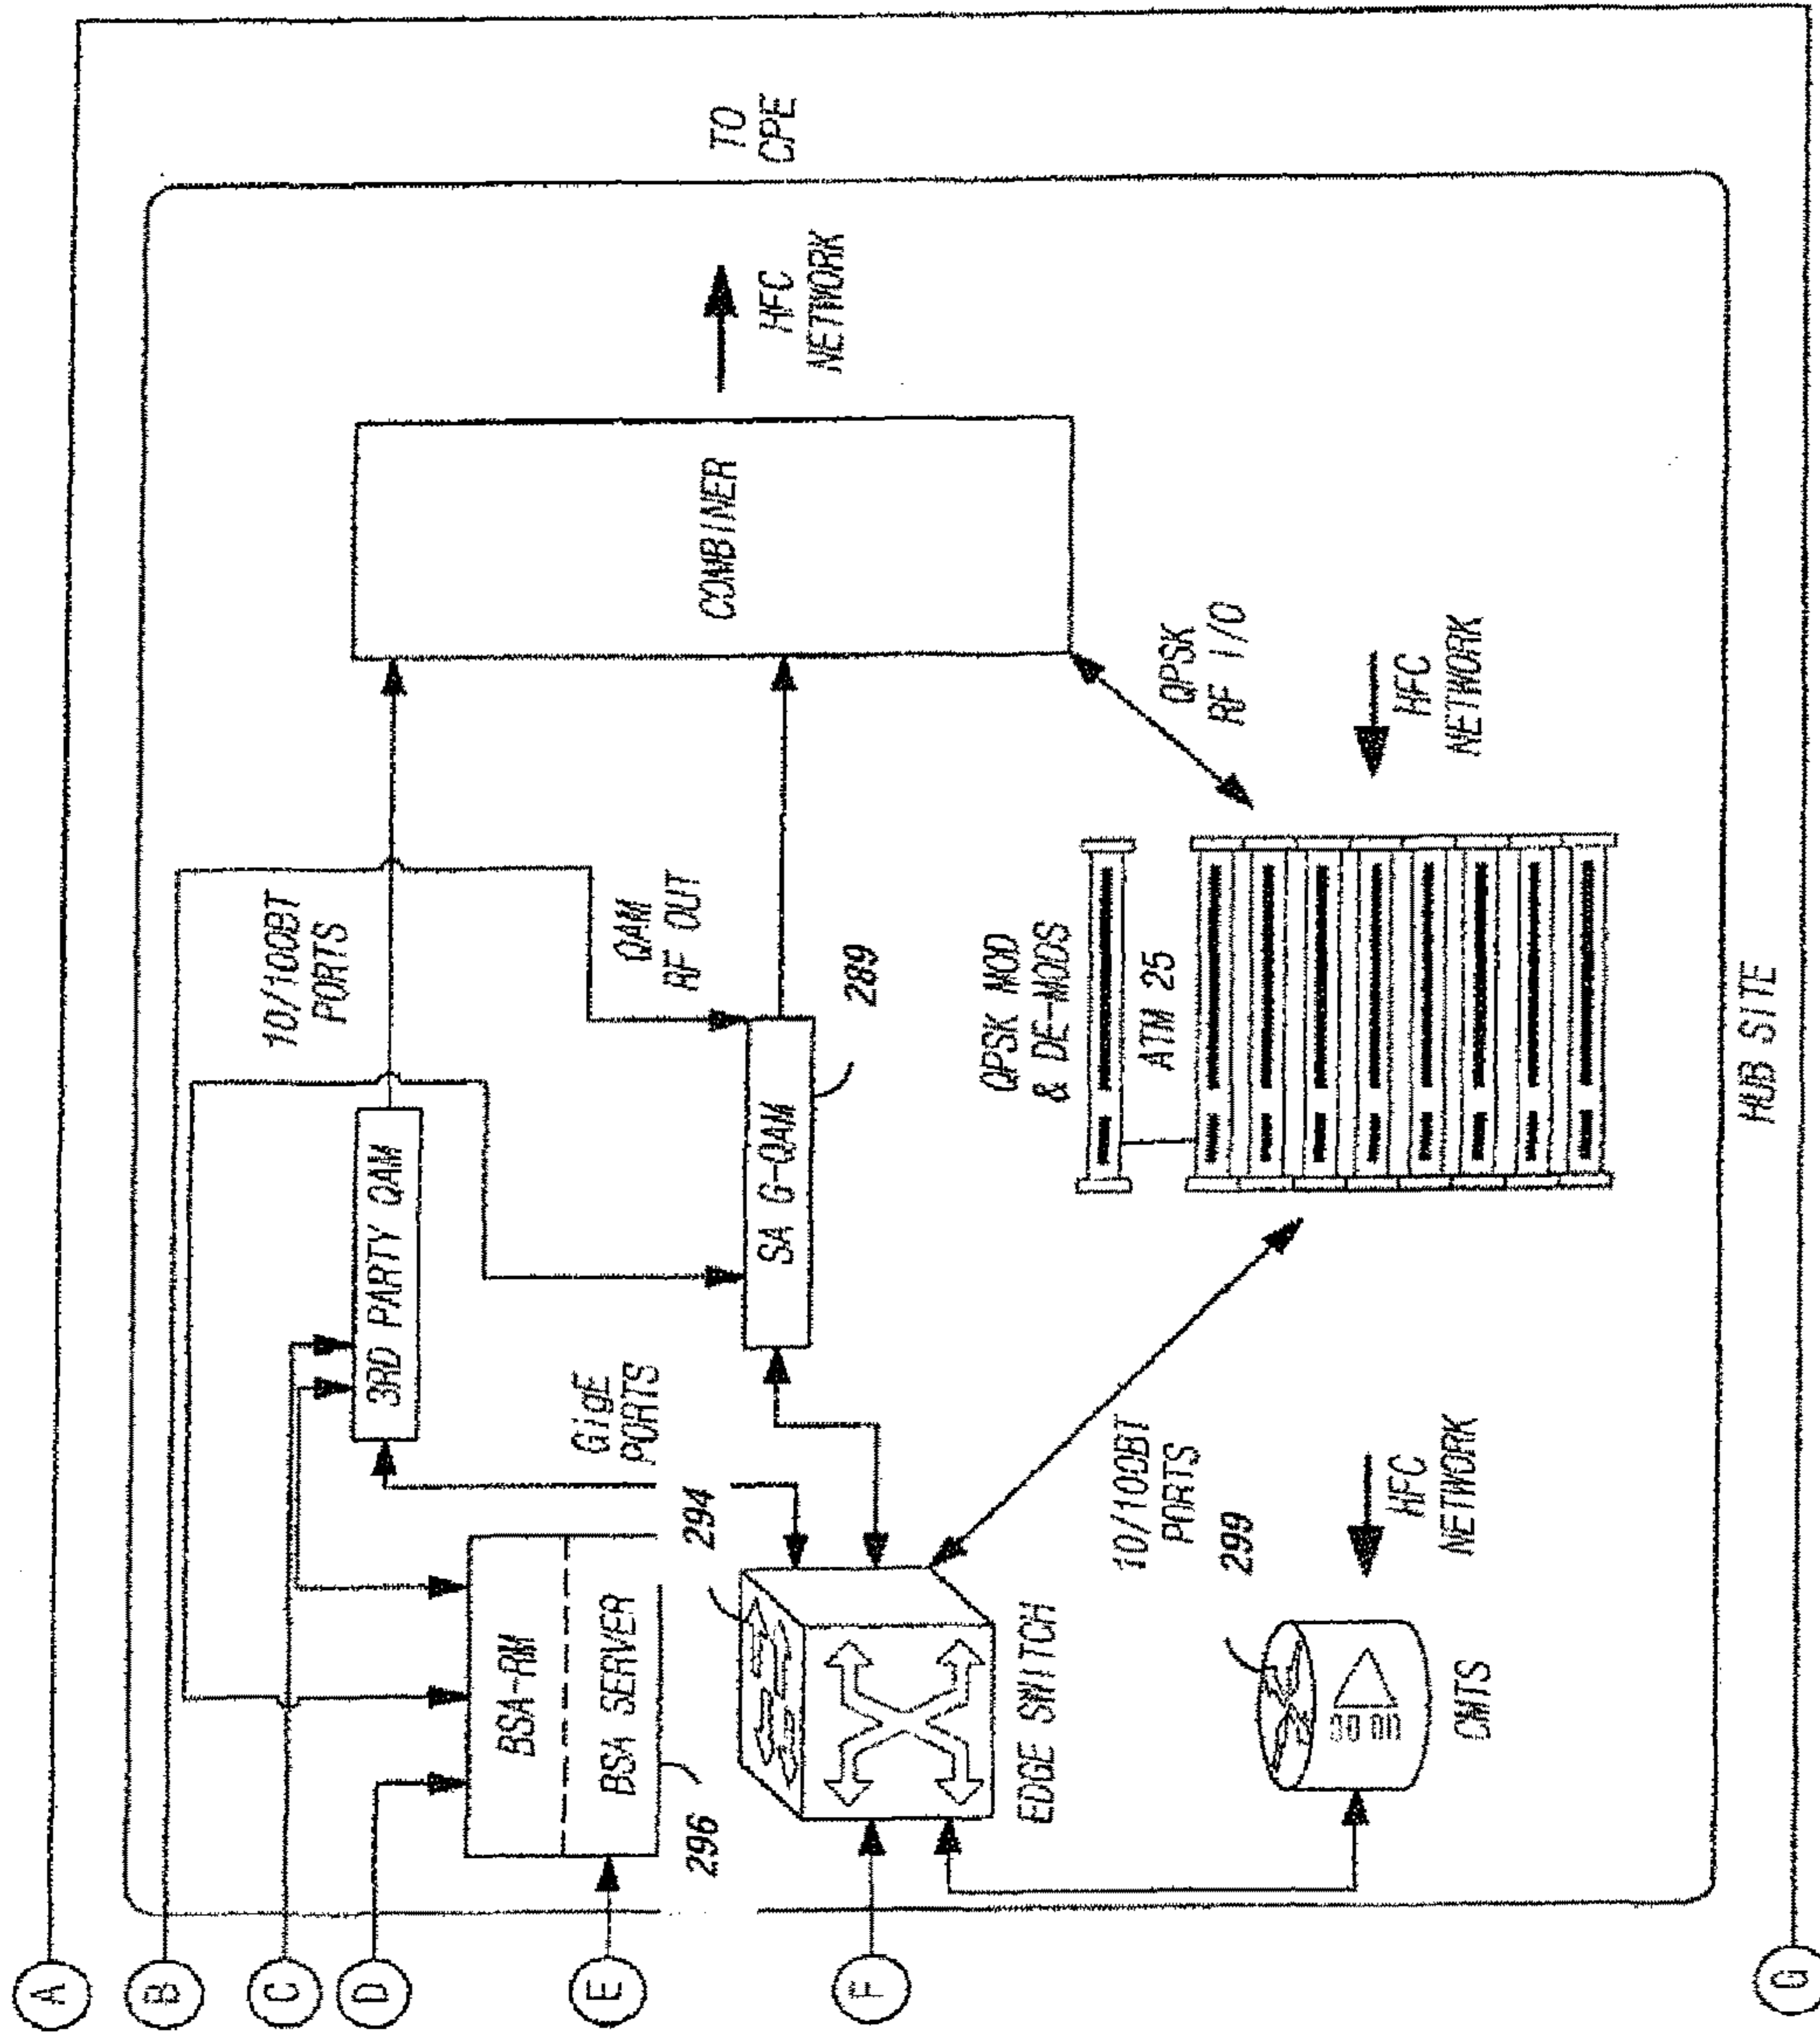 A
B
C
D
E
F
G
TO
CPE
10/100BT
PORTS
3RD PARTY QAM
BSA-RM
BSA SERVER
296
GigE
PORTS
294
QAM
RF OUT
SA G-QAM
289
COMBINER
HFC
NETWORK
EDGE SWITCH
QPSK MOD
& DE-MODS
ATM 25
QPSK
RF I/O
10/100BT
PORTS
299
HFC
NETWORK
CMTS
HFC
NETWORK
HUB SITE